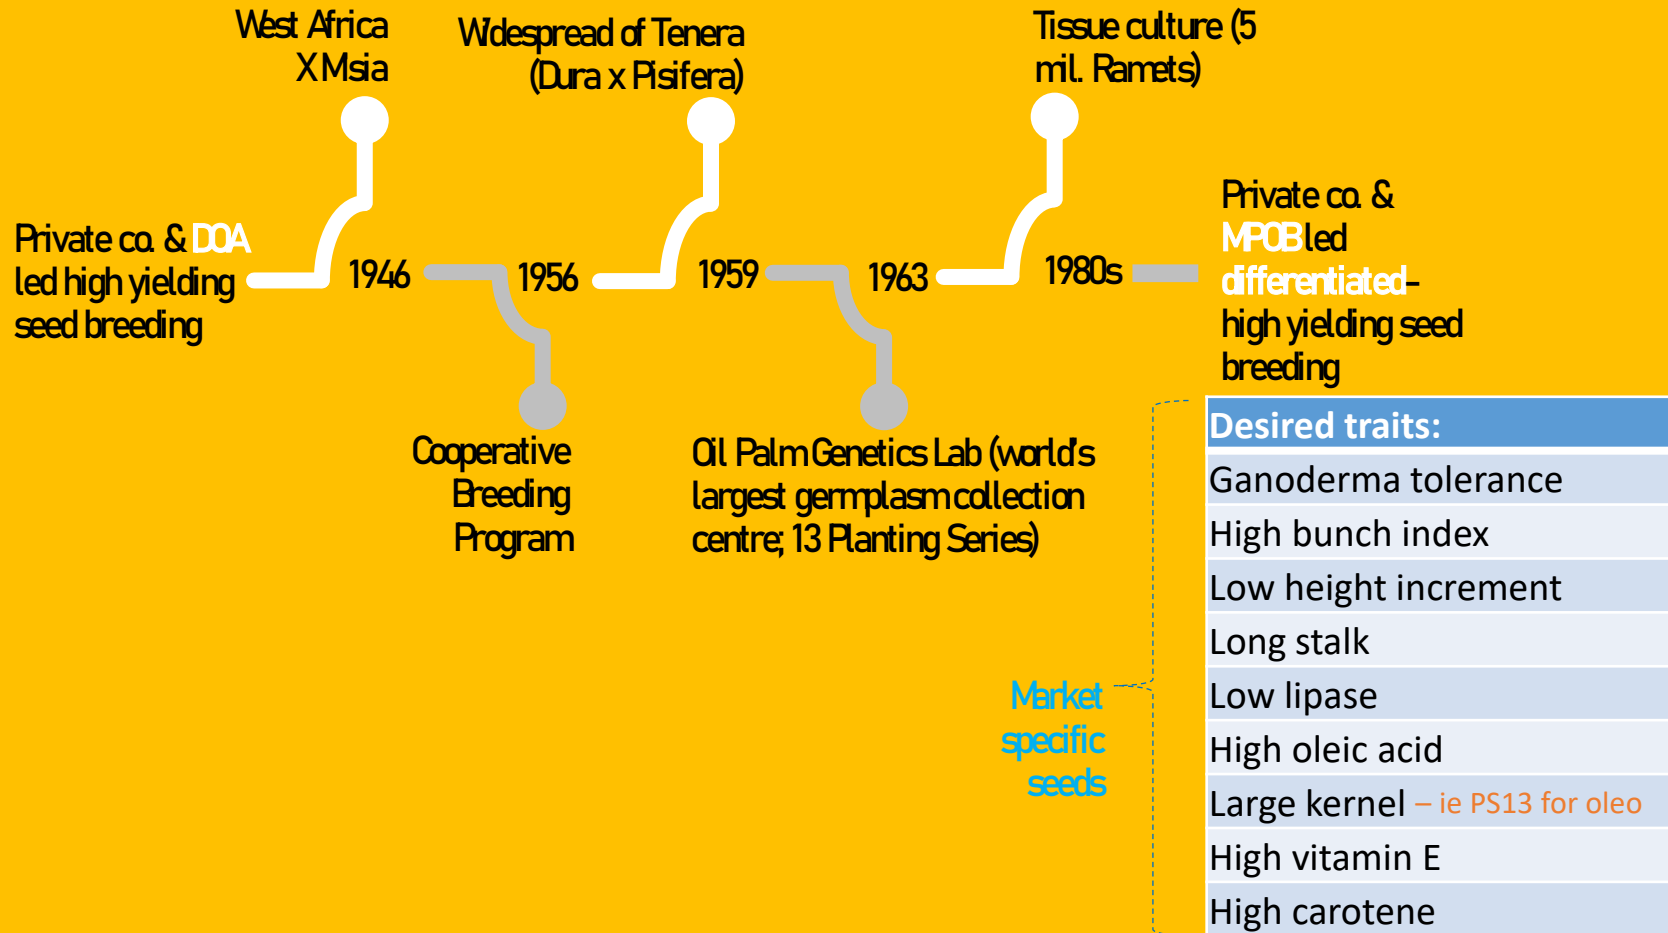 West Africa
X Msia
Widespread of Tenera
(Dura x Pisifera)
Tissue culture (5
mil. Ramets)
Private co. & DOA
led high yielding
seed breeding
1946
1956
1959
1963
1980s
Private co. &
MPOB led
differentiated-
high yielding seed
breeding
Cooperative
Breeding
Program
Oil Palm Genetics Lab (world's
largest germplasm collection
centre; 13 Planting Series)
Market
specific
seeds
Desired traits:
Ganoderma tolerance
High bunch index
Low height increment
Long stalk
Low lipase
High oleic acid
Large kernel – ie PS13 for oleo
High vitamin E
High carotene